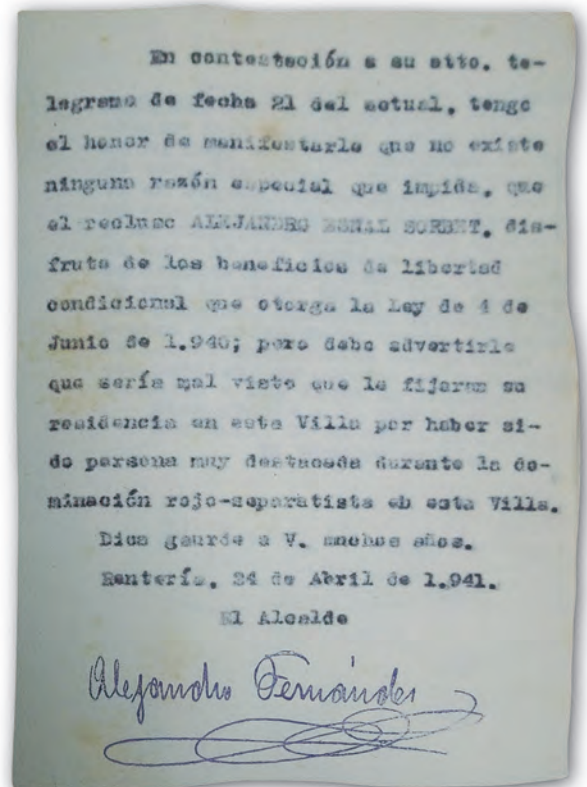 En contestación a su atto. te-
legrama de fecha 21 del actual, tengo
el honor de manifestarle que no existe
ninguna razón especial que impida, que
el recluso ALEJANDRO ESNAL SORBET, dis-
fruta de los beneficios de libertad
condicional que otorga la Ley de 4 de
Junio de 1.940; pero debo advertirle
que sería mal visto que le fijaran su
residencia en esta Villa por haber si-
do persona muy destacada durante la do-
minación rojo-separatista eb esta Villa.
Dios gaurde a V. muchos años.
Rentería, 24 de Abril de 1.941.
El Alcalde
Alejandro Fernández